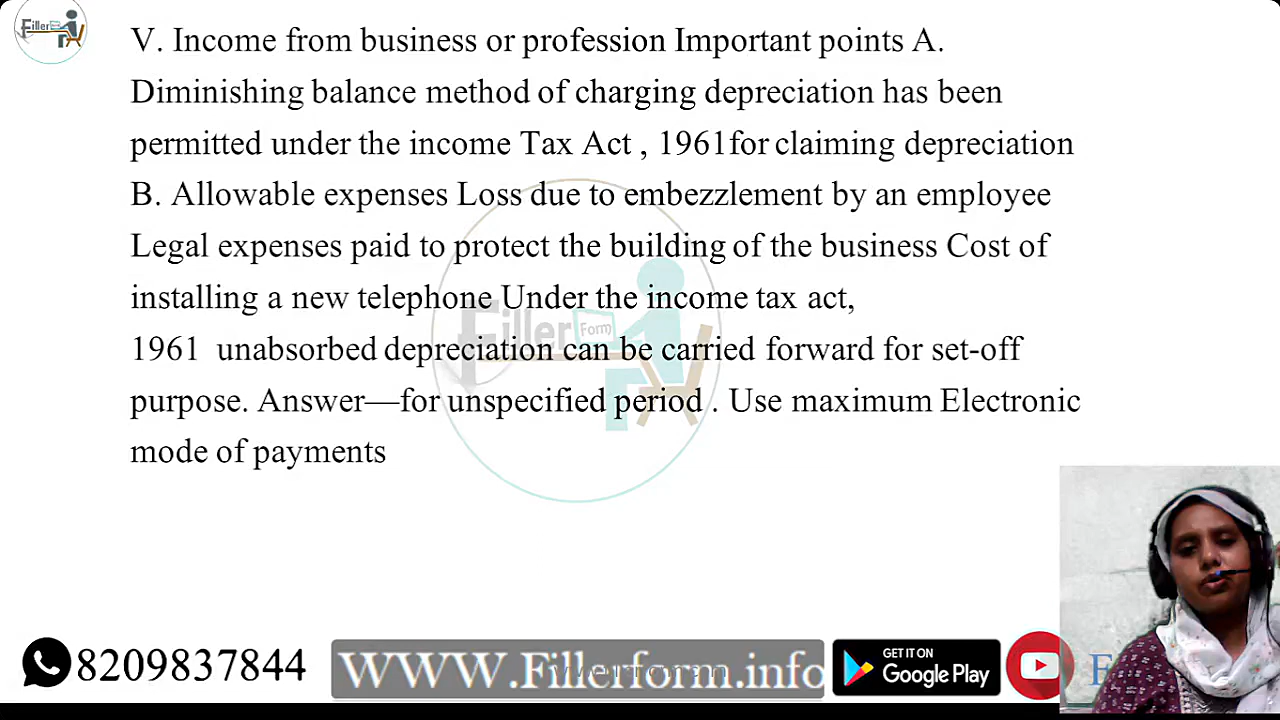 Filler Form
V. Income from business or profession Important points A.
Diminishing balance method of charging depreciation has been
permitted under the income Tax Act , 1961for claiming depreciation
B. Allowable expenses Loss due to embezzlement by an employee
Legal expenses paid to protect the building of the business Cost of
installing a new telephone Under the income tax act,
1961 unabsorbed depreciation can be carried forward for set-off
purpose. Answer—for unspecified period . Use maximum Electronic
mode of payments
Filler Form
8209837844
WWW.Fillerform.info
GET IT ON
Google Play
F